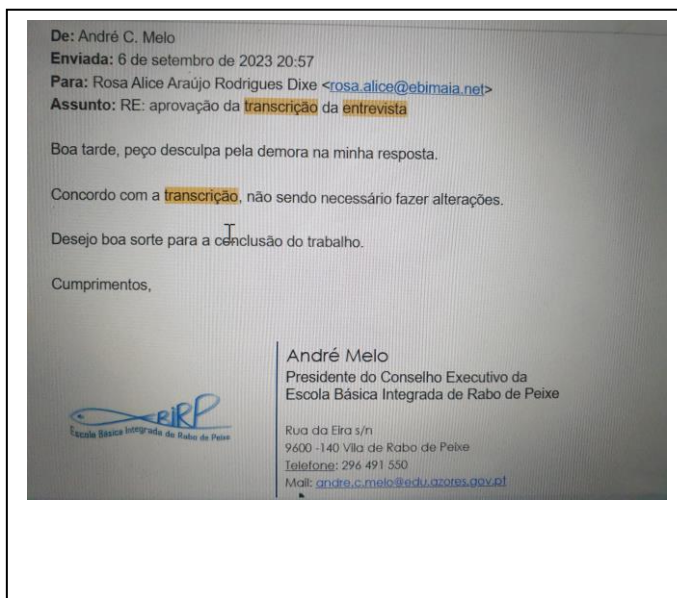 De: André C. Melo
Enviada: 6 de setembro de 2023 20:57
Para: Rosa Alice Araújo Rodrigues Dixe <rosa.alice@ebimaia.net>
Assunto: RE: aprovação da transcrição da entrevista
Boa tarde, peço desculpa pela demora na minha resposta.
Concordo com a transcrição, não sendo necessário fazer alterações.
Desejo boa sorte para a conclusão do trabalho.
Cumprimentos,
André Melo
Presidente do Conselho Executivo da
Escola Básica Integrada de Rabo de Peixe
EBIRP
Escola Básica Integrada de Rabo de Peixe
Rua da Eira s/n
9600 -140 Vila de Rabo de Peixe
Telefone: 296 491 550
Mail: andre.c.melo@edu.azores.gov.pt